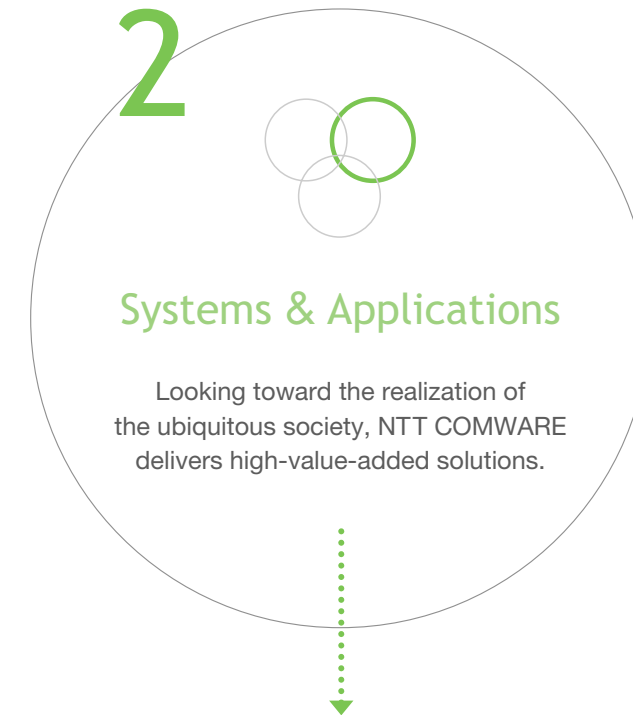 2
Systems & Applications
Looking toward the realization of
the ubiquitous society, NTT COMWARE
delivers high-value-added solutions.